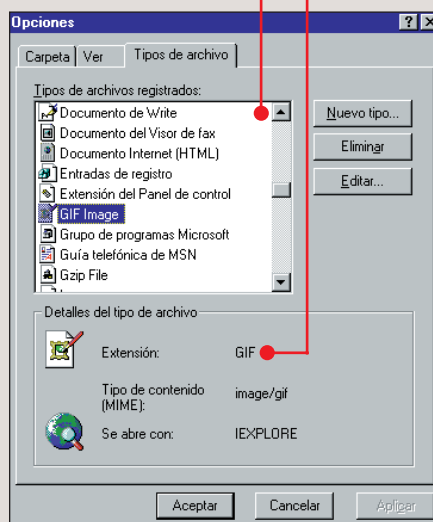 Opciones
Carpeta Ver Tipos de archivo
Tipos de archivos registrados:
Documento de Write
Documento del Visor de fax
Documento Internet (HTML)
Entradas de registro
Extensión del Panel de control
GIF Image
Grupo de programas Microsoft
Guía telefónica de MSN
Gzip File
Nuevo tipo...
Eliminar
Editar...
Detalles del tipo de archivo
Extensión: GIF
Tipo de contenido
(MIME): image/gif
Se abre con: IEXPLORE
Aceptar Cancelar Aplicar